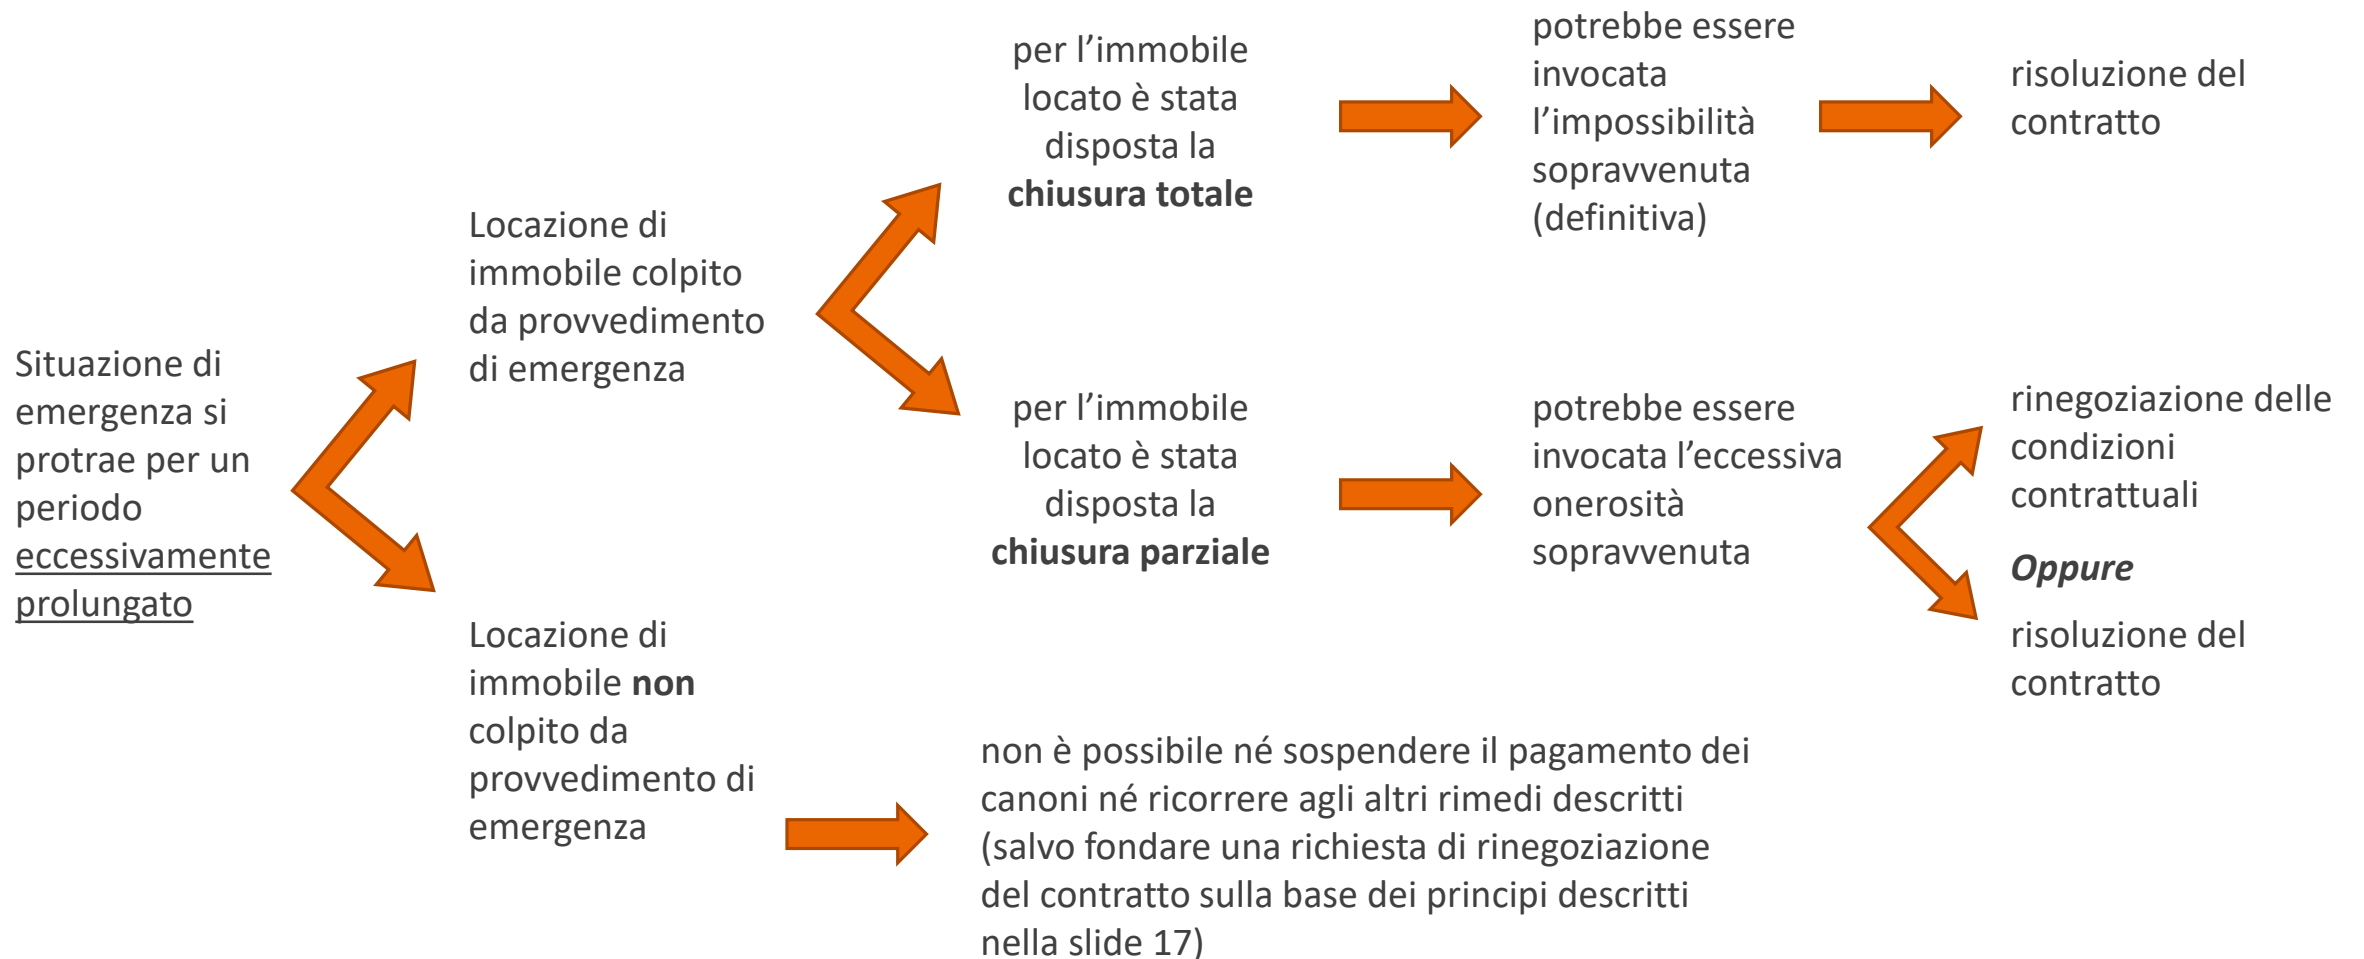 Situazione di
emergenza si
protrae per un
periodo
eccessivamente
prolungato
Locazione di
immobile colpito
da provvedimento
di emergenza
per l’immobile
locato è stata
disposta la
chiusura totale
potrebbe essere
invocata
l’impossibilità
sopravvenuta
(definitiva)
risoluzione del
contratto
per l’immobile
locato è stata
disposta la
chiusura parziale
potrebbe essere
invocata l’eccessiva
onerosità
sopravvenuta
rinegoziazione delle
condizioni
contrattuali
Oppure
risoluzione del
contratto
Locazione di
immobile non
colpito da
provvedimento di
emergenza
non è possibile né sospendere il pagamento dei
canoni né ricorrere agli altri rimedi descritti
(salvo fondare una richiesta di rinegoziazione
del contratto sulla base dei principi descritti
nella slide 17)